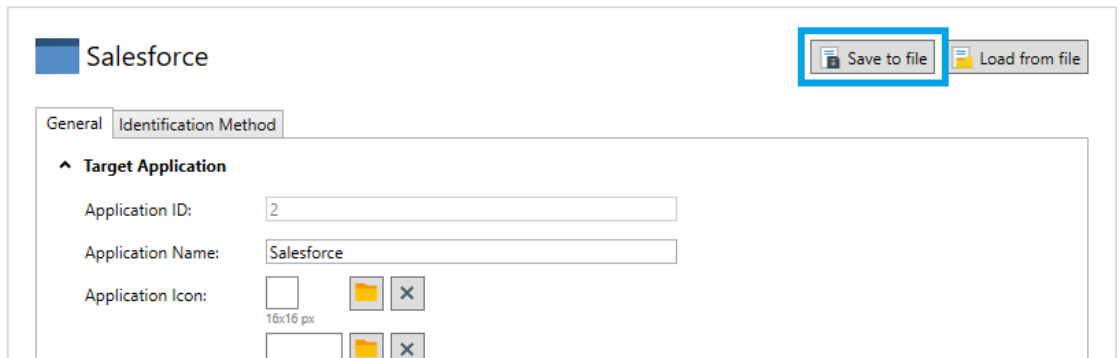 Salesforce
Save to file
Load from file
General
Identification Method
Target Application
Application ID:
2
Application Name:
Salesforce
Application Icon:
16x16 px